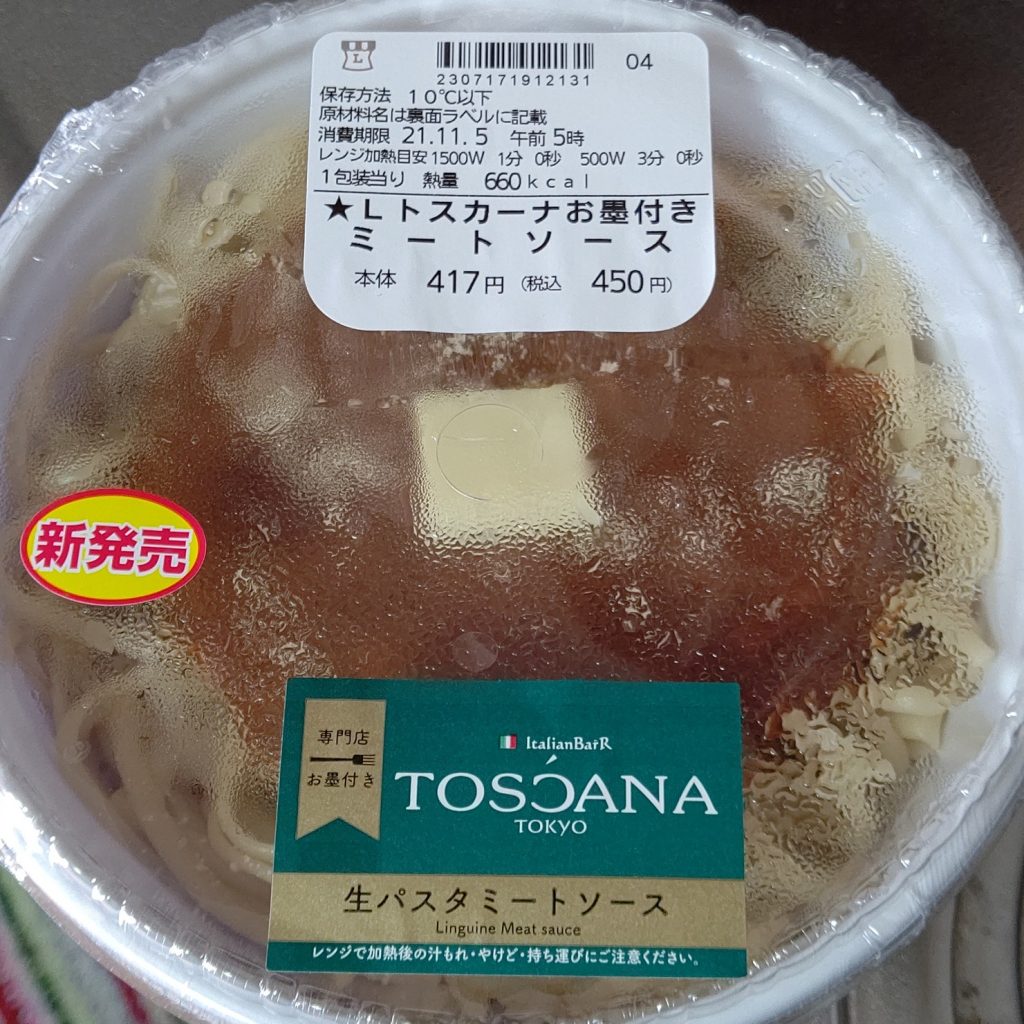 L
04
2307171912131
保存方法 10℃以下
原材料名は裏面ラベルに記載
消費期限 21.11.5 午前5時
レンジ加熱目安1500W 1分 0秒 500W 3分 0秒
1包装当り 熱量 660kcal
★Lトスカーナお墨付き
ミートソース
本体 417円 (税込 450円)
新発売
専門店
お墨付き
ItalianBarR
TOSCANA
TOKYO
生パスタミートソース
Linguine Meat sauce
レンジで加熱後の汁もれ・やけど・持ち運びにご注意ください。